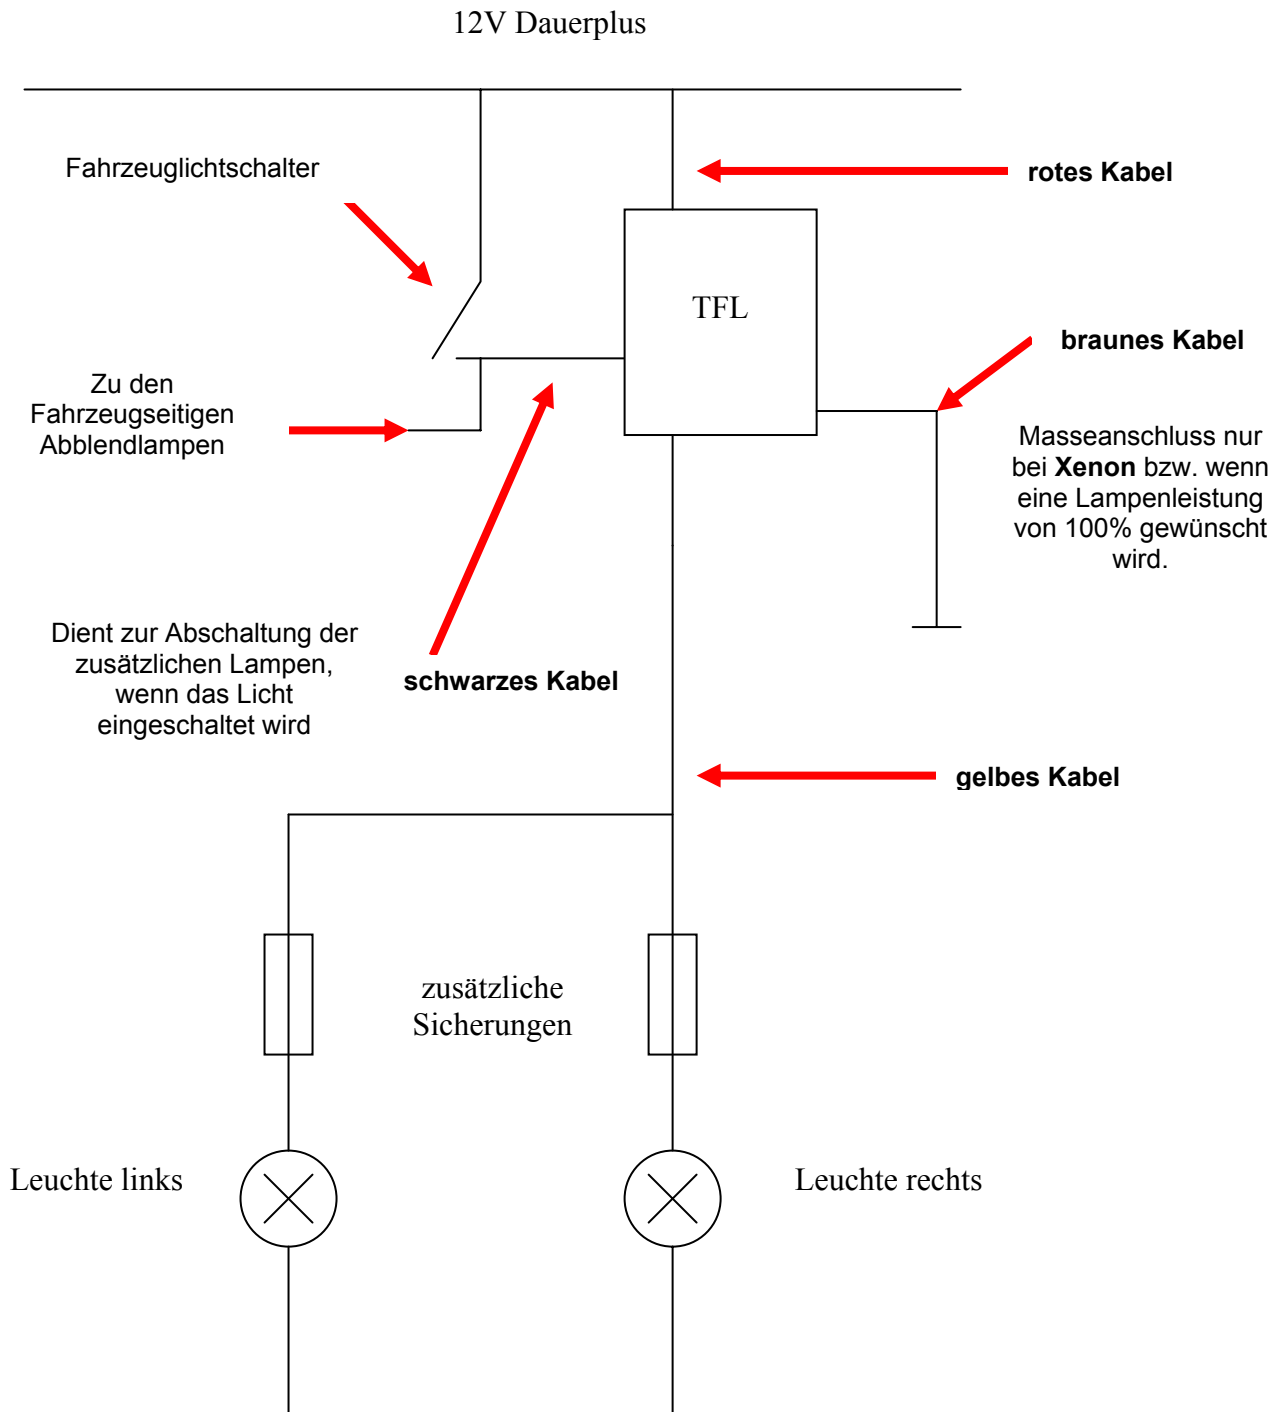 12V Dauerplus
Fahrzeuglichtschalter
rotes Kabel
TFL
braunes Kabel
Zu den
Fahrzeugseitigen
Abblendlampen
Masseanschluss nur
bei Xenon bzw. wenn
eine Lampenleistung
von 100% gewünscht
wird.
Dient zur Abschaltung der
zusätzlichen Lampen,
wenn das Licht
eingeschaltet wird
schwarzes Kabel
gelbes Kabel
zusätzliche
Sicherungen
Leuchte links
Leuchte rechts